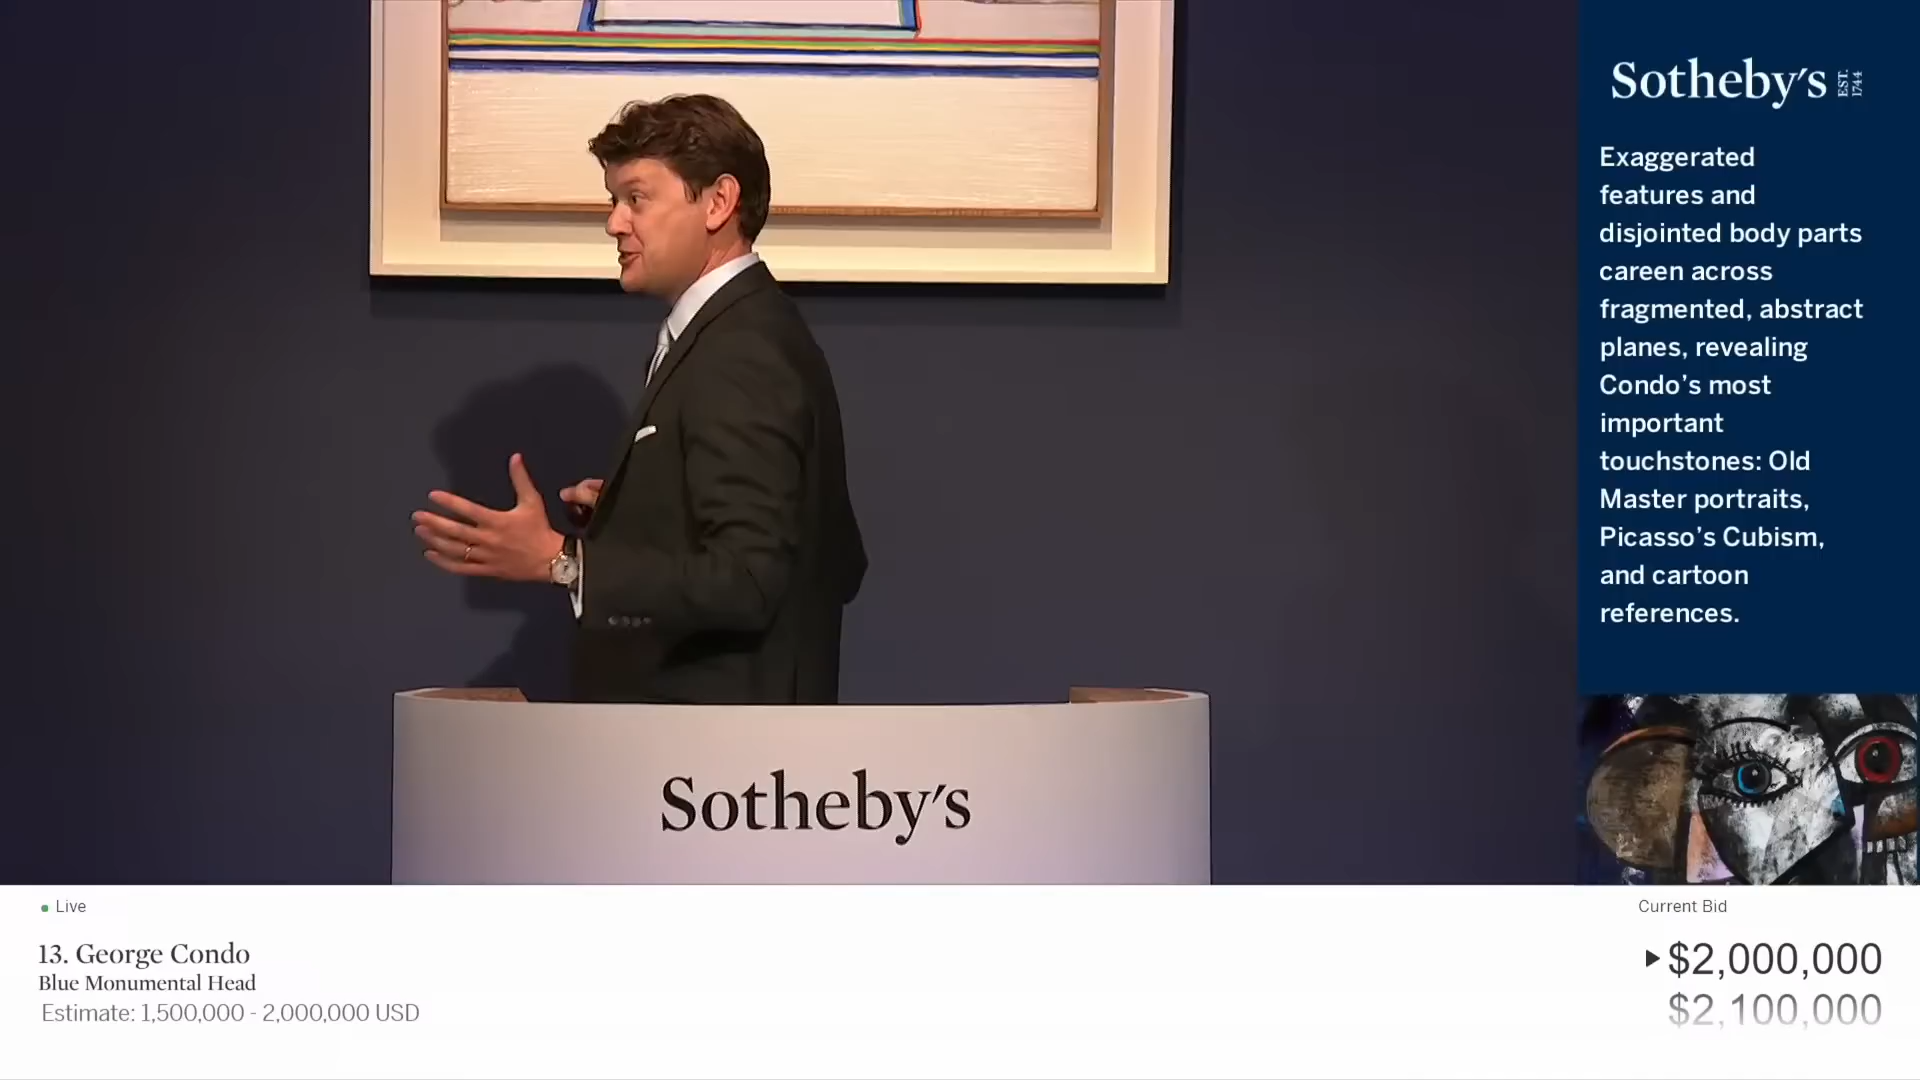 Sotheby's EST. 1744
Exaggerated
features and
disjointed body parts
careen across
fragmented, abstract
planes, revealing
Condo's most
important
touchstones: Old
Master portraits,
Picasso's Cubism,
and cartoon
references.
Sotheby's
Live
13. George Condo
Blue Monumental Head
Estimate: 1,500,000 - 2,000,000 USD
Current Bid
$2,000,000
$2,100,000